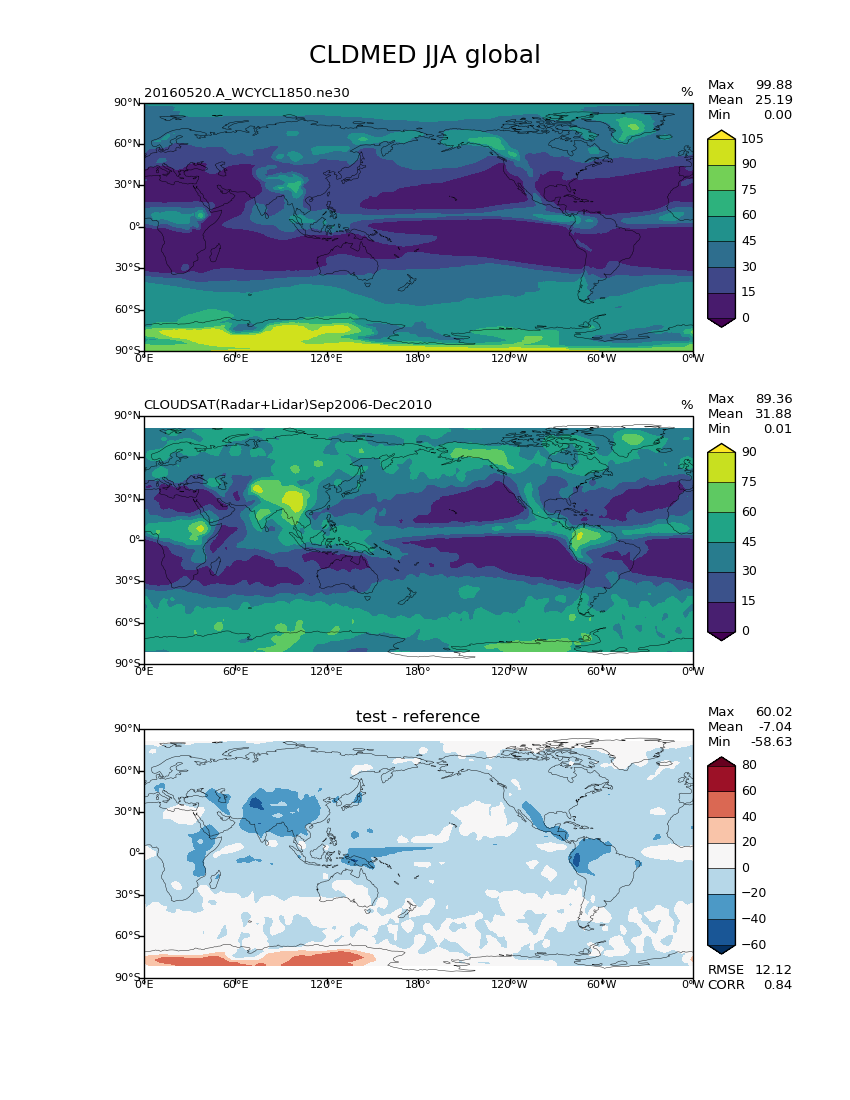 CLDMED JJA global
20160520.A_WCYCL1850.ne30
%
Max 99.88
Mean 25.19
Min 0.00
90°N
60°N
30°N
0°
30°S
60°S
90°S
0°E 60°E 120°E 180° 120°W 60°W 0°W
105
90
75
60
45
30
15
0
CLOUDSAT(Radar+Lidar)Sep2006-Dec2010
%
Max 89.36
Mean 31.88
Min 0.01
90°N
60°N
30°N
0°
30°S
60°S
90°S
0°E 60°E 120°E 180° 120°W 60°W 0°W
90
75
60
45
30
15
0
test - reference
Max 60.02
Mean -7.04
Min -58.63
90°N
60°N
30°N
0°
30°S
60°S
90°S
0°E 60°E 120°E 180° 120°W 60°W 0°W
80
60
40
20
0
−20
−40
−60
RMSE 12.12
CORR 0.84